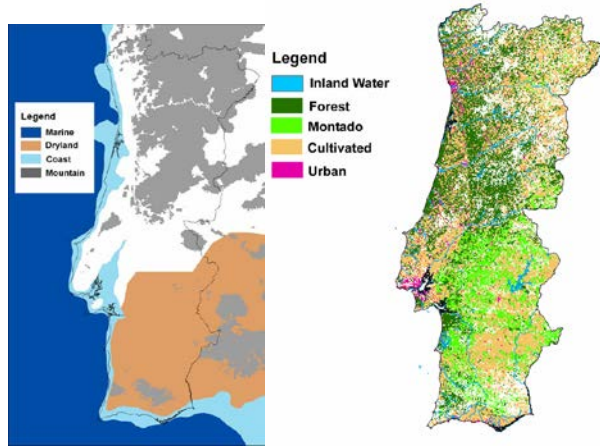 Legend
Marine
Dryland
Coast
Mountain
Legend
Inland Water
Forest
Montado
Cultivated
Urban